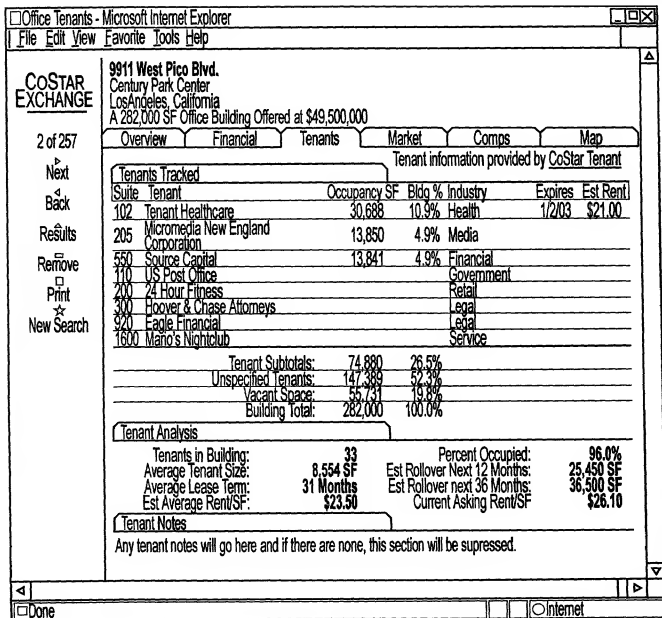 Office Tenants - Microsoft Internet Explorer
File Edit View Favorite Tools Help
COSTAR
EXCHANGE
2 of 257
Next
Back
Results
Remove
Print
New Search
9911 West Pico Blvd.
Century Park Center
LosAngeles, California
A 282,000 SF Office Building Offered at $49,500,000
Overview Financial Tenants Market Comps Map
Tenant information provided by CoStar Tenant
Tenants Tracked
Suite Tenant Occupancy SF Bldg % Industry Expires Est Rent
102 Tenant Healthcare 30,688 10.9% Health 1/2/03 $21.00
205 Micromedia New England Corporation 13,850 4.9% Media
550 Source Capital 13,841 4.9% Financial
110 US Post Office Government
200 24 Hour Fitness Retail
300 Hoover & Chase Attorneys Legal
920 Eagle Financial Legal
1600 Mano's Nightclub Service
Tenant Subtotals: 74,880 26.5%
Unspecified Tenants: 147,389 52.3%
Vacant Space: 55,731 19.8%
Building Total: 282,000 100.0%
Tenant Analysis
Tenants in Building: 33 Percent Occupied: 96.0%
Average Tenant Size: 8,554 SF Est Rollover Next 12 Months: 25,450 SF
Average Lease Term: 31 Months Est Rollover next 36 Months: 36,500 SF
Est Average Rent/SF: $23.50 Current Asking Rent/SF $26.10
Tenant Notes
Any tenant notes will go here and if there are none, this section will be supressed.
Done Internet